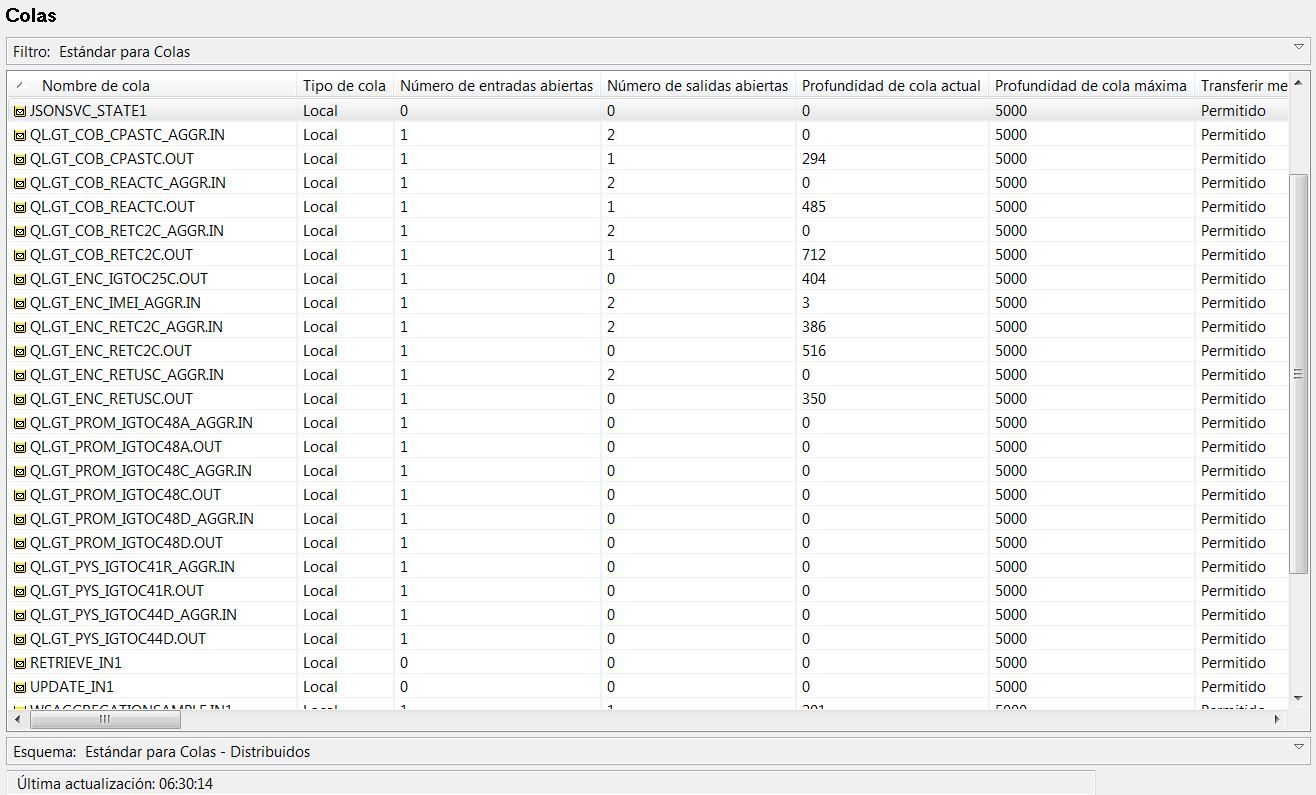 Colas
Filtro: Estándar para Colas
Nombre de cola Tipo de cola Número de entradas abiertas Número de salidas abiertas Profundidad de cola actual Profundidad de cola máxima Transferir me
JSONSVC_STATE1 Local 0 0 0 5000 Permitido
QL.GT_COB_CPASTC_AGGR.IN Local 1 2 0 5000 Permitido
QL.GT_COB_CPASTC.OUT Local 1 1 294 5000 Permitido
QL.GT_COB_REACTC_AGGR.IN Local 1 2 0 5000 Permitido
QL.GT_COB_REACTC.OUT Local 1 1 485 5000 Permitido
QL.GT_COB_RETC2C_AGGR.IN Local 1 2 0 5000 Permitido
QL.GT_COB_RETC2C.OUT Local 1 1 712 5000 Permitido
QL.GT_ENC_IGTOC25C.OUT Local 1 0 404 5000 Permitido
QL.GT_ENC_IMEI_AGGR.IN Local 1 2 3 5000 Permitido
QL.GT_ENC_RETC2C_AGGR.IN Local 1 2 386 5000 Permitido
QL.GT_ENC_RETC2C.OUT Local 1 0 516 5000 Permitido
QL.GT_ENC_RETUSC_AGGR.IN Local 1 2 0 5000 Permitido
QL.GT_ENC_RETUSC.OUT Local 1 0 350 5000 Permitido
QL.GT_PROM_IGTOC48A_AGGR.IN Local 1 0 0 5000 Permitido
QL.GT_PROM_IGTOC48A.OUT Local 1 0 0 5000 Permitido
QL.GT_PROM_IGTOC48C_AGGR.IN Local 1 0 0 5000 Permitido
QL.GT_PROM_IGTOC48C.OUT Local 1 0 0 5000 Permitido
QL.GT_PROM_IGTOC48D_AGGR.IN Local 1 0 0 5000 Permitido
QL.GT_PROM_IGTOC48D.OUT Local 1 0 0 5000 Permitido
QL.GT_PYS_IGTOC41R_AGGR.IN Local 1 0 0 5000 Permitido
QL.GT_PYS_IGTOC41R.OUT Local 1 0 0 5000 Permitido
QL.GT_PYS_IGTOC44D_AGGR.IN Local 1 0 0 5000 Permitido
QL.GT_PYS_IGTOC44D.OUT Local 1 0 0 5000 Permitido
RETRIEVE_IN1 Local 0 0 0 5000 Permitido
UPDATE_IN1 Local 0 0 0 5000 Permitido
Esquema: Estándar para Colas - Distribuidos
Última actualización: 06:30:14